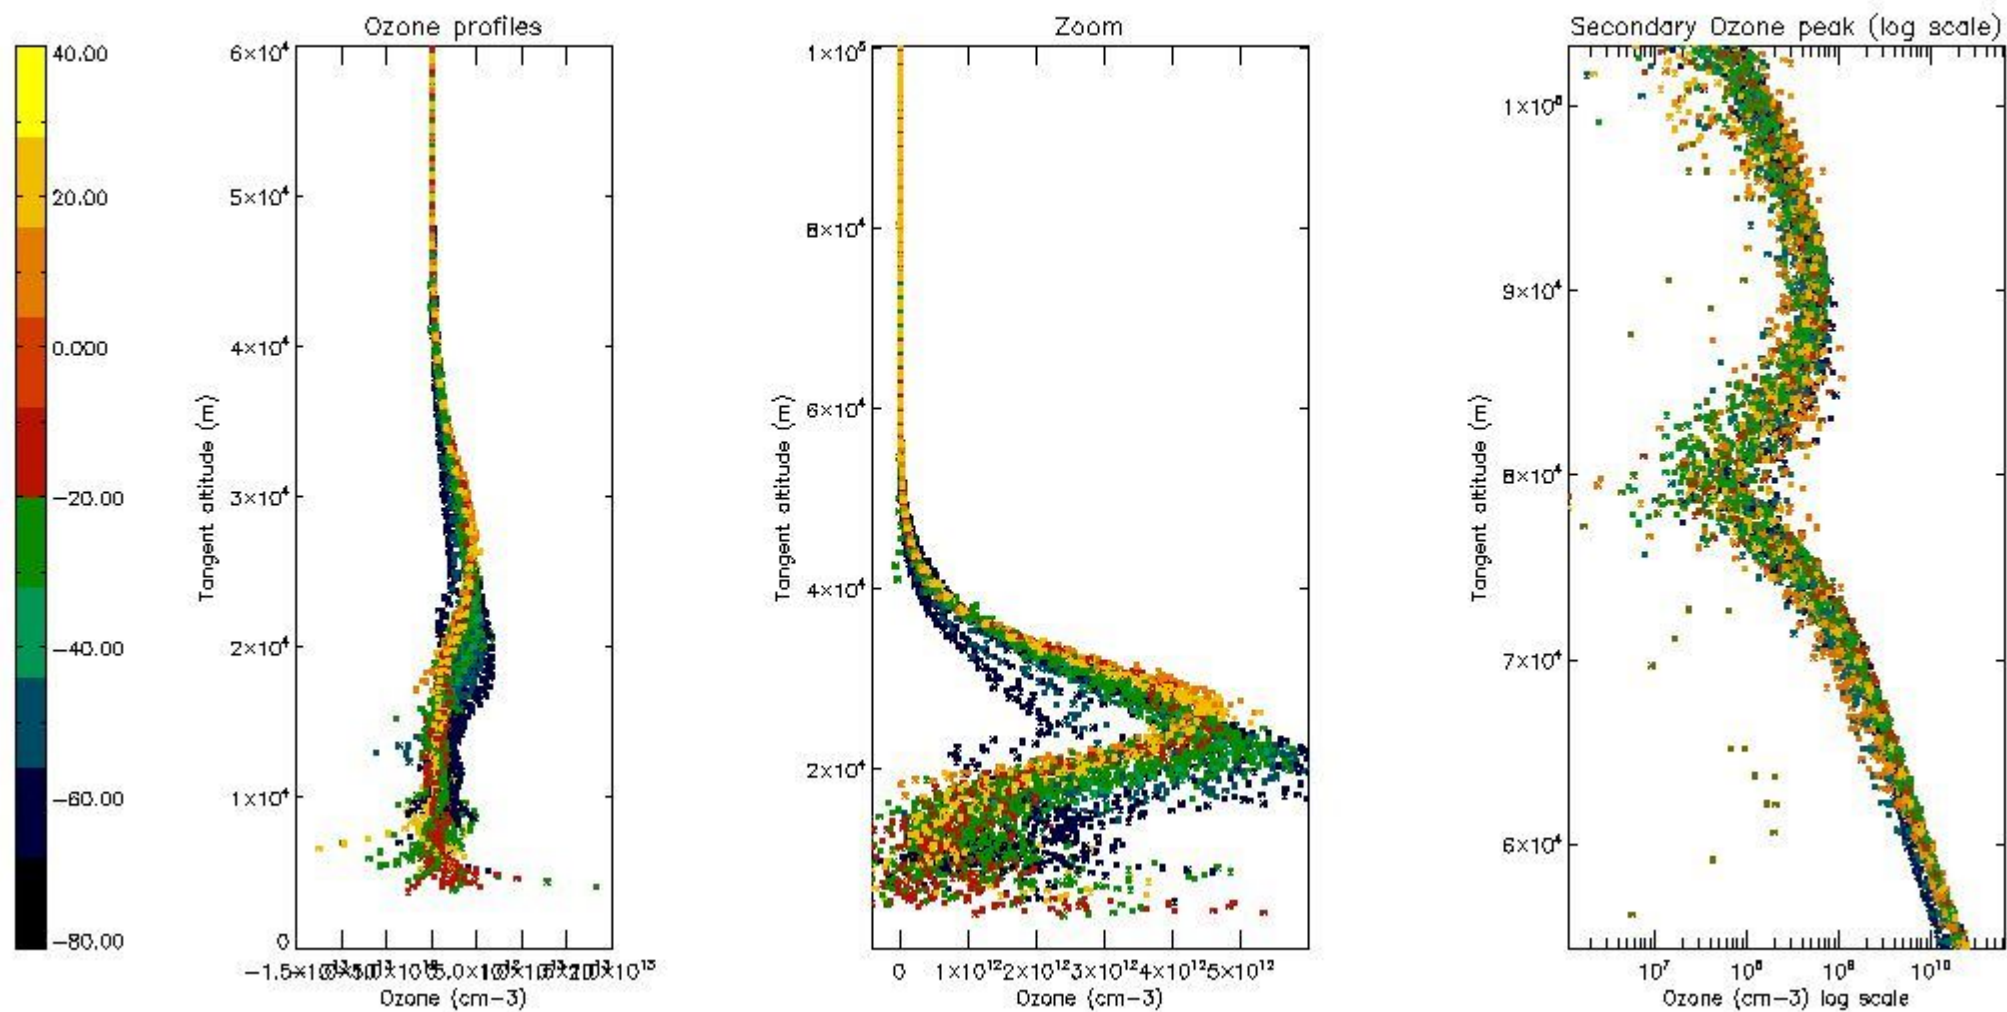 Ozone profiles
Zoom
Secondary Ozone peak (log scale)
40.00
20.00
0.000
−20.00
−40.00
−60.00
−80.00
6×10⁴
5×10⁴
4×10⁴
3×10⁴
2×10⁴
1×10⁴
0
Tangent altitude (m)
Ozone (cm−3)
1×10⁵
8×10⁴
6×10⁴
4×10⁴
2×10⁴
Tangent altitude (m)
0 1×10¹² 2×10¹² 3×10¹² 4×10¹² 5×10¹²
Ozone (cm−3)
9×10⁴
8×10⁴
7×10⁴
6×10⁴
Tangent altitude (m)
10⁷ 10⁸ 10⁹ 10¹⁰
Ozone (cm−3) log scale